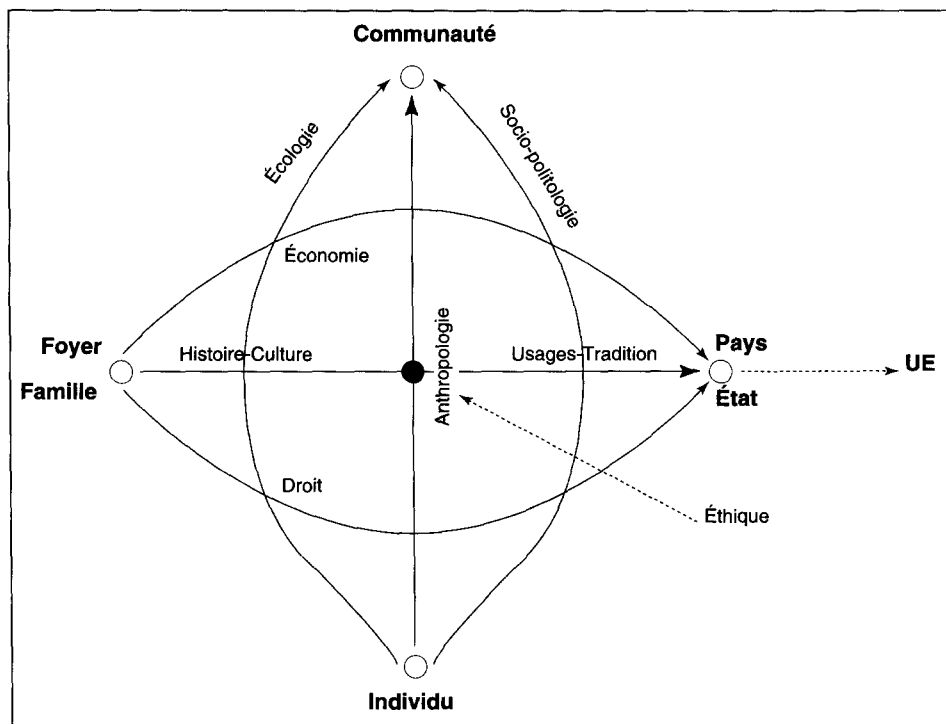 Communauté
Écologie
Socio-politologie
Économie
Foyer
Famille
Histoire-Culture
Anthropologie
Usages-Tradition
Pays
État
UE
Droit
Éthique
Individu